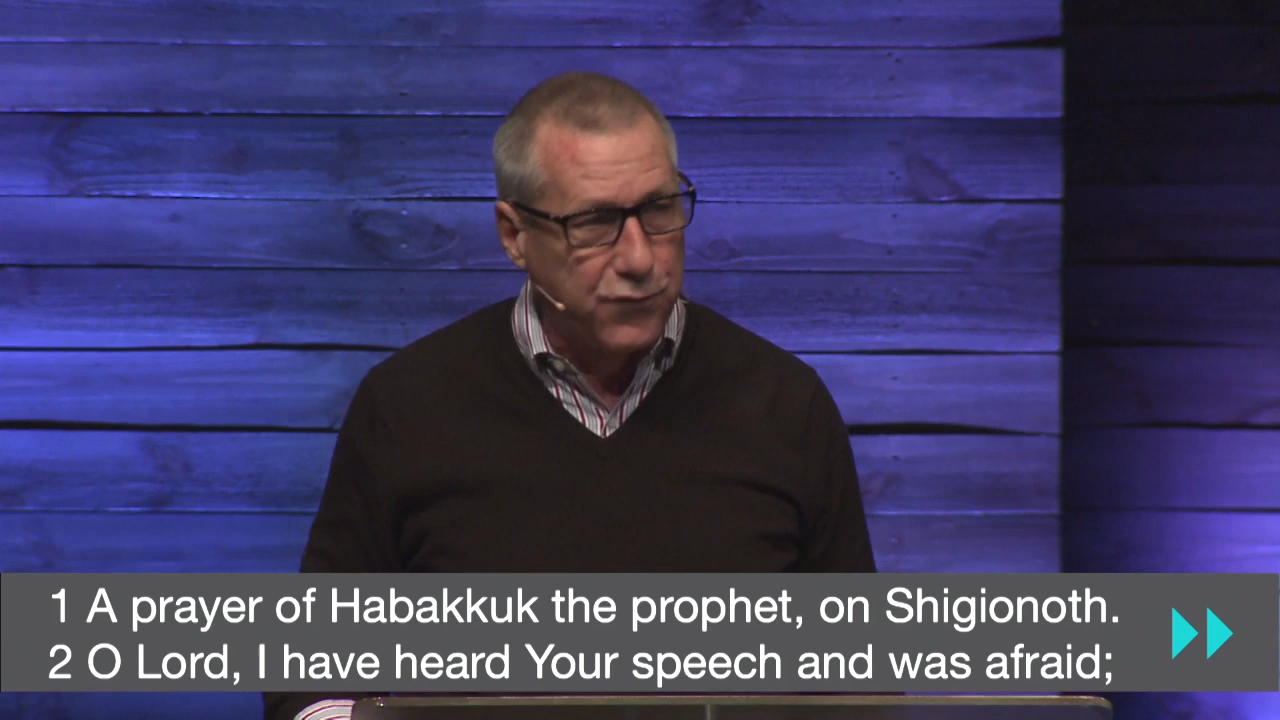 1 A prayer of Habakkuk the prophet, on Shigionoth.
2 O Lord, I have heard Your speech and was afraid;